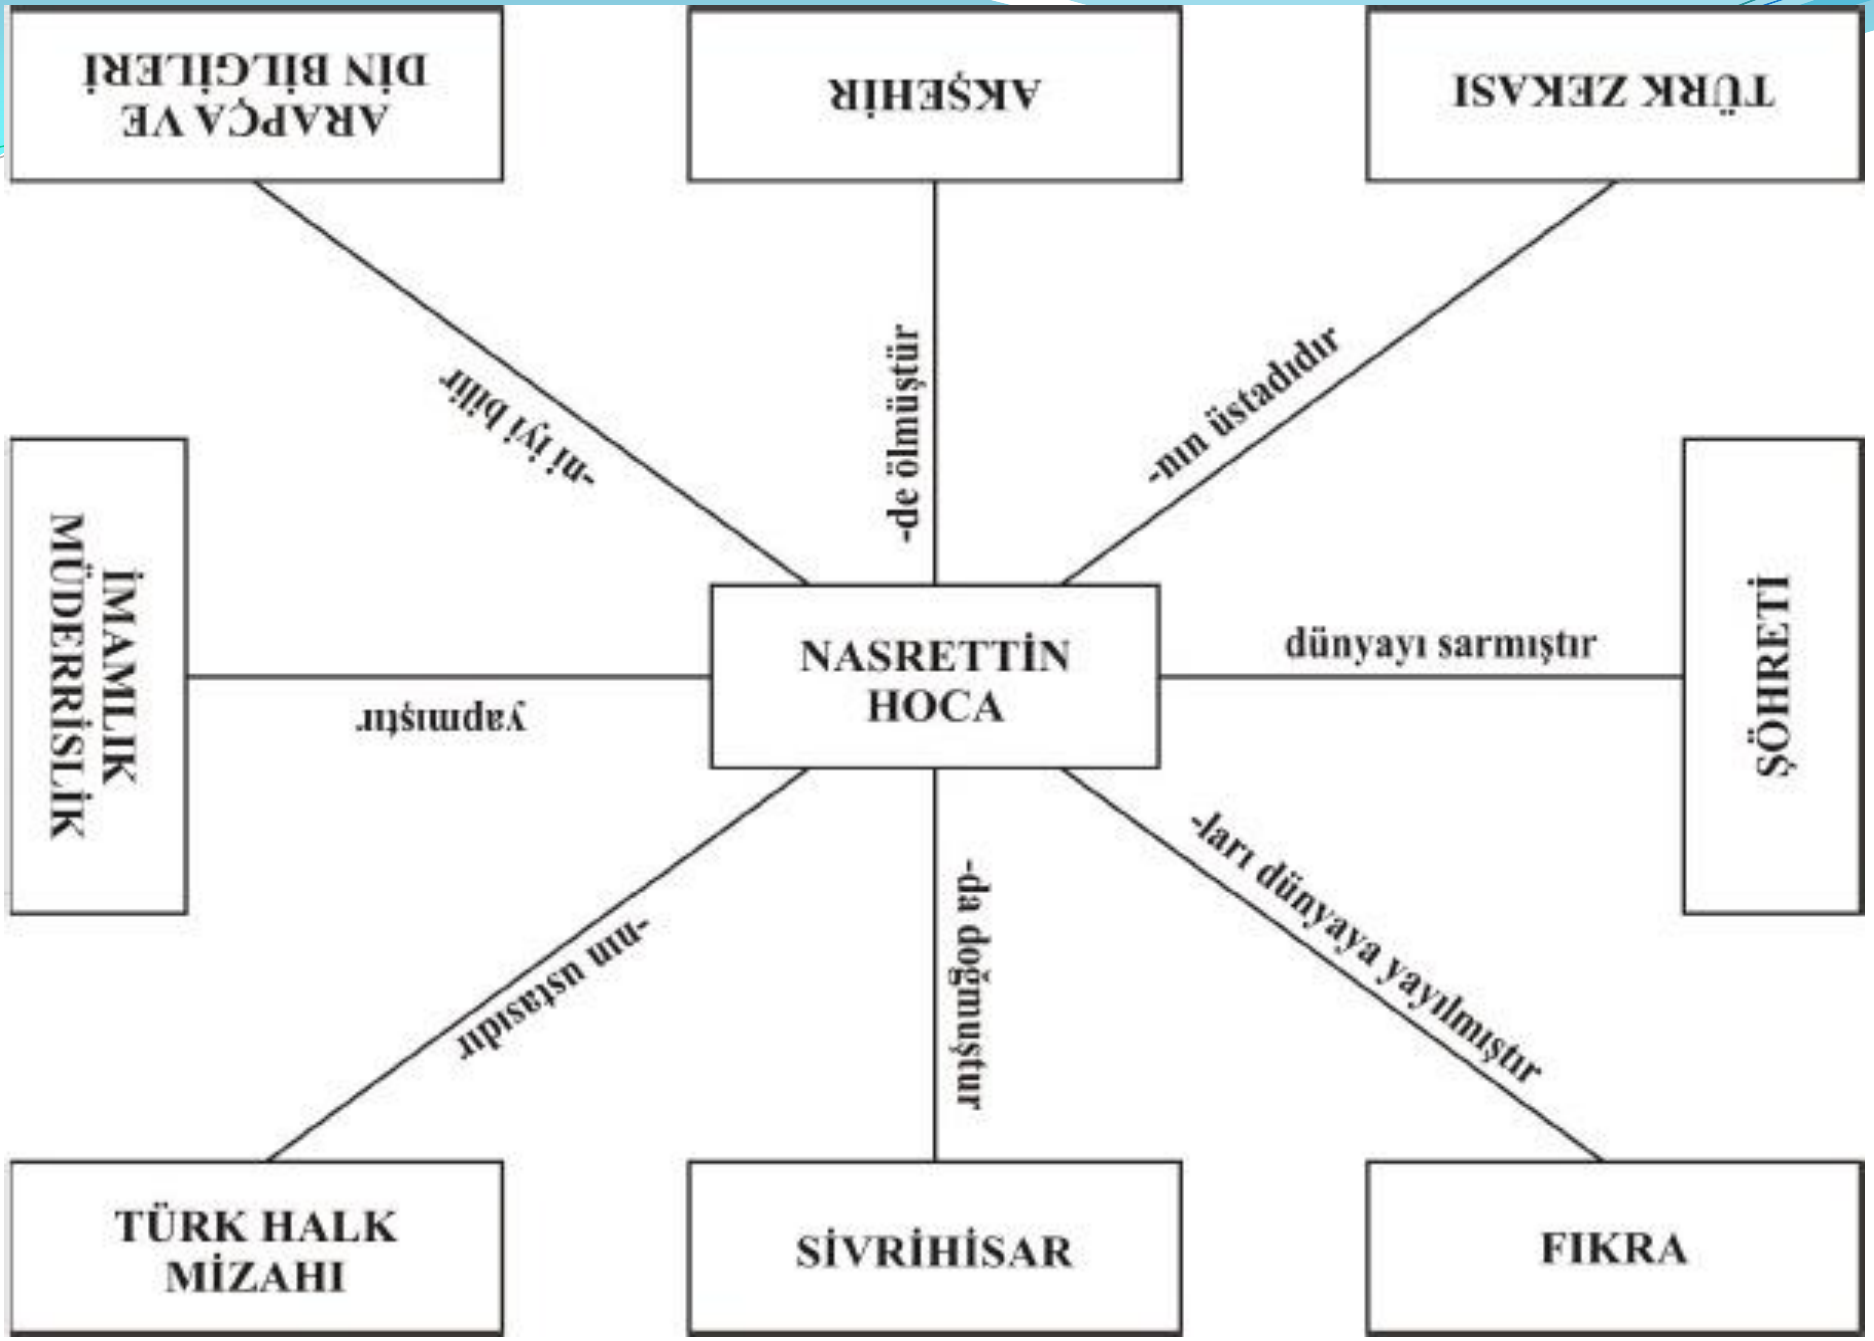 ARAPÇA VE
DİN BİLGİLERİ
AKŞEHİR
TÜRK ZEKASI
-ni iyi bilir
-de ölmüştür
-nın üstadıdır
İMAMLIK
MÜDERRİSLİK
yapmıştır
NASRETTİN
HOCA
dünyayı sarmıştır
ŞÖHRETİ
-nın ustasıdır
-da doğmuştur
-ları dünyaya yayılmıştır
TÜRK HALK
MİZAHI
SİVRİHİSAR
FIKRA